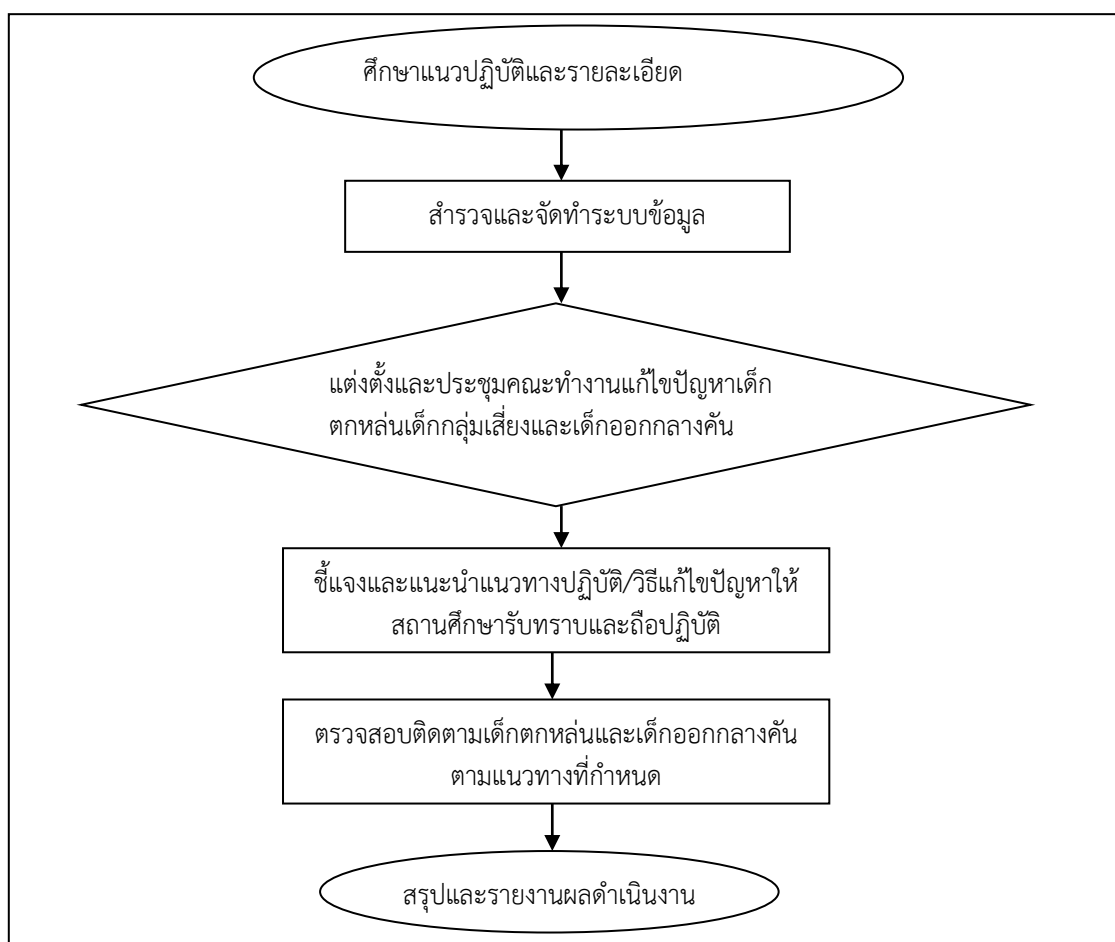 ศึกษาแนวปฏิบัติและรายละเอียด
สำรวจและจัดทำระบบข้อมูล
แต่งตั้งและประชุมคณะทำงานแก้ไขปัญหาเด็ก
ตกหล่นเด็กกลุ่มเสี่ยงและเด็กออกกลางคัน
ชี้แจงและแนะนำแนวทางปฏิบัติ/วิธีแก้ไขปัญหาให้
สถานศึกษารับทราบและถือปฏิบัติ
ตรวจสอบติดตามเด็กตกหล่นและเด็กออกกลางคัน
ตามแนวทางที่กำหนด
สรุปและรายงานผลดำเนินงาน